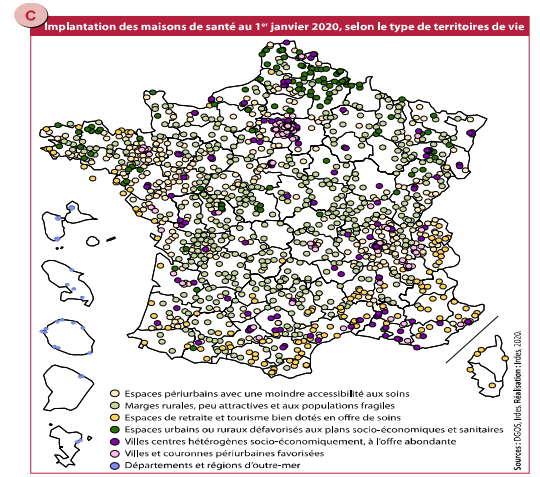 C
Implantation des maisons de santé au 1er janvier 2020, selon le type de territoires de vie
Espaces périurbains avec une moindre accessibilité aux soins
Marges rurales, peu attractives et aux populations fragiles
Espaces de retraite et tourisme bien dotés en offre de soins
Espaces urbains ou ruraux défavorisés aux plans socio-économiques et sanitaires
Villes centres hétérogènes socio-économiquement, à l'offre abondante
Villes et couronnes périurbaines favorisées
Départements et régions d'outre-mer
Sources : DGOS, Irdes. Réalisation : Irdes, 2020.